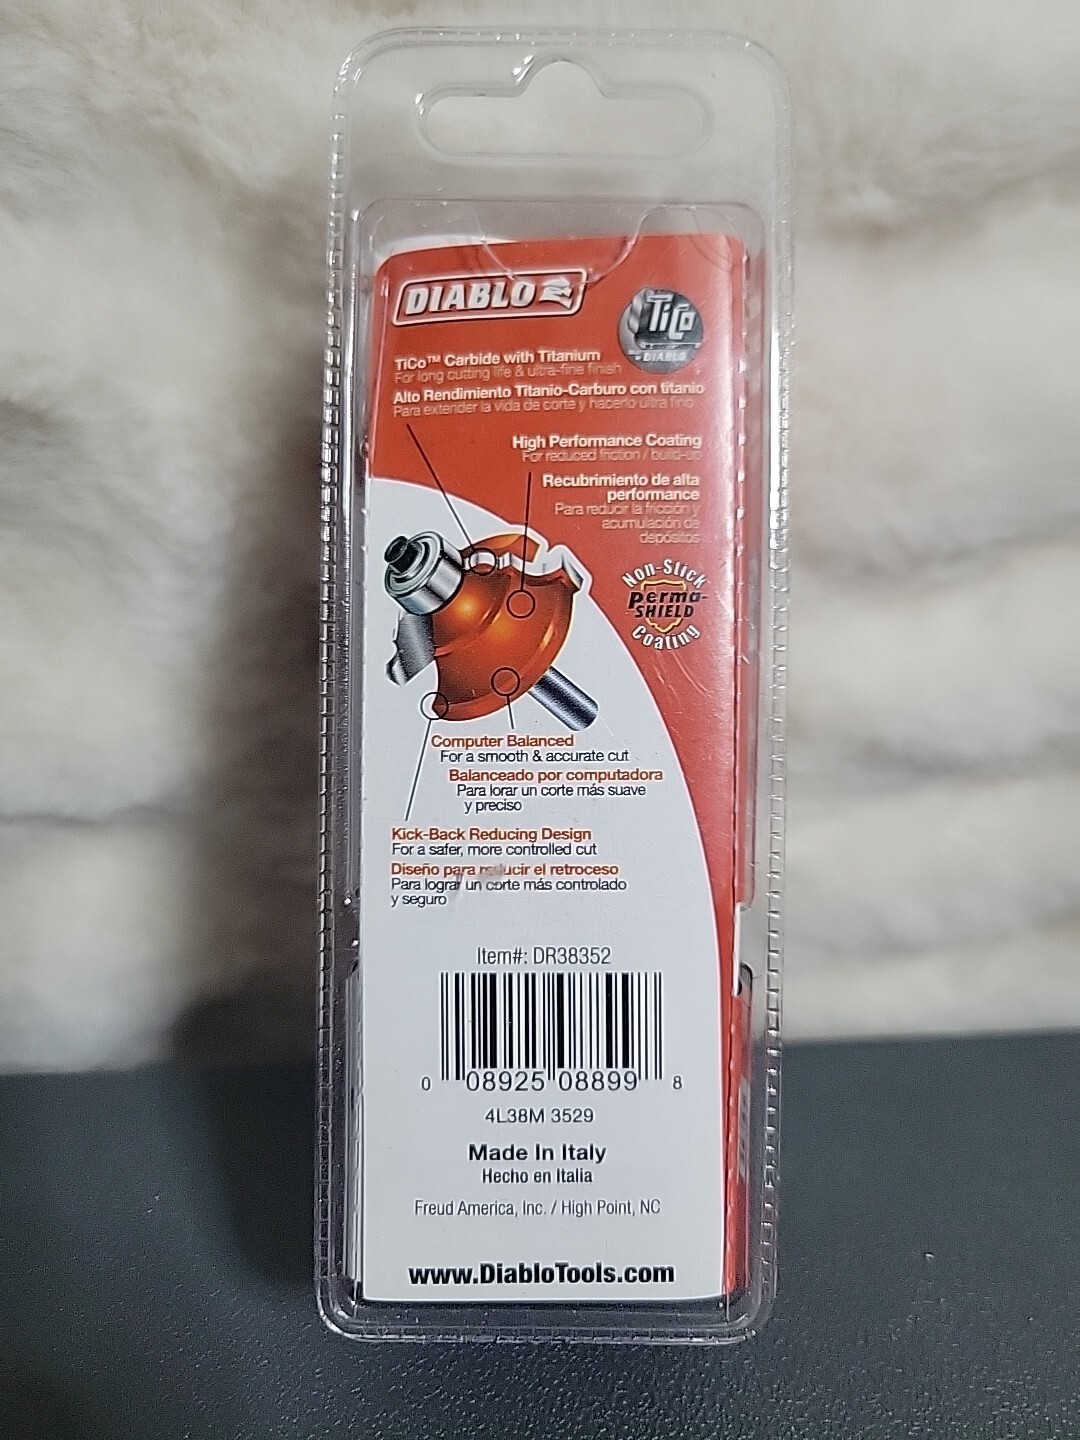 DIABLO
TiCo
DIABLO
TiCo™ Carbide with Titanium
For long cutting life & ultra-fine finish
Alto Rendimiento Titanio-Carburo con titanio
Para extender la vida de corte y hacerlo ultra fino
High Performance Coating
For reduced friction / build-up
Recubrimiento de alta
performance
Para reducir la fricción y
acumulación de
depósitos
Non-Stick
perma-
SHIELD
Coating
Computer Balanced
For a smooth & accurate cut
Balanceado por computadora
Para lorar un corte más suave
y preciso
Kick-Back Reducing Design
For a safer, more controlled cut
Diseño para reducir el retroceso
Para lograr un corte más controlado
y seguro
Item#: DR38352
0 08925 08899 8
4L38M 3529
Made In Italy
Hecho en Italia
Freud America, Inc. / High Point, NC
www.DiabloTools.com